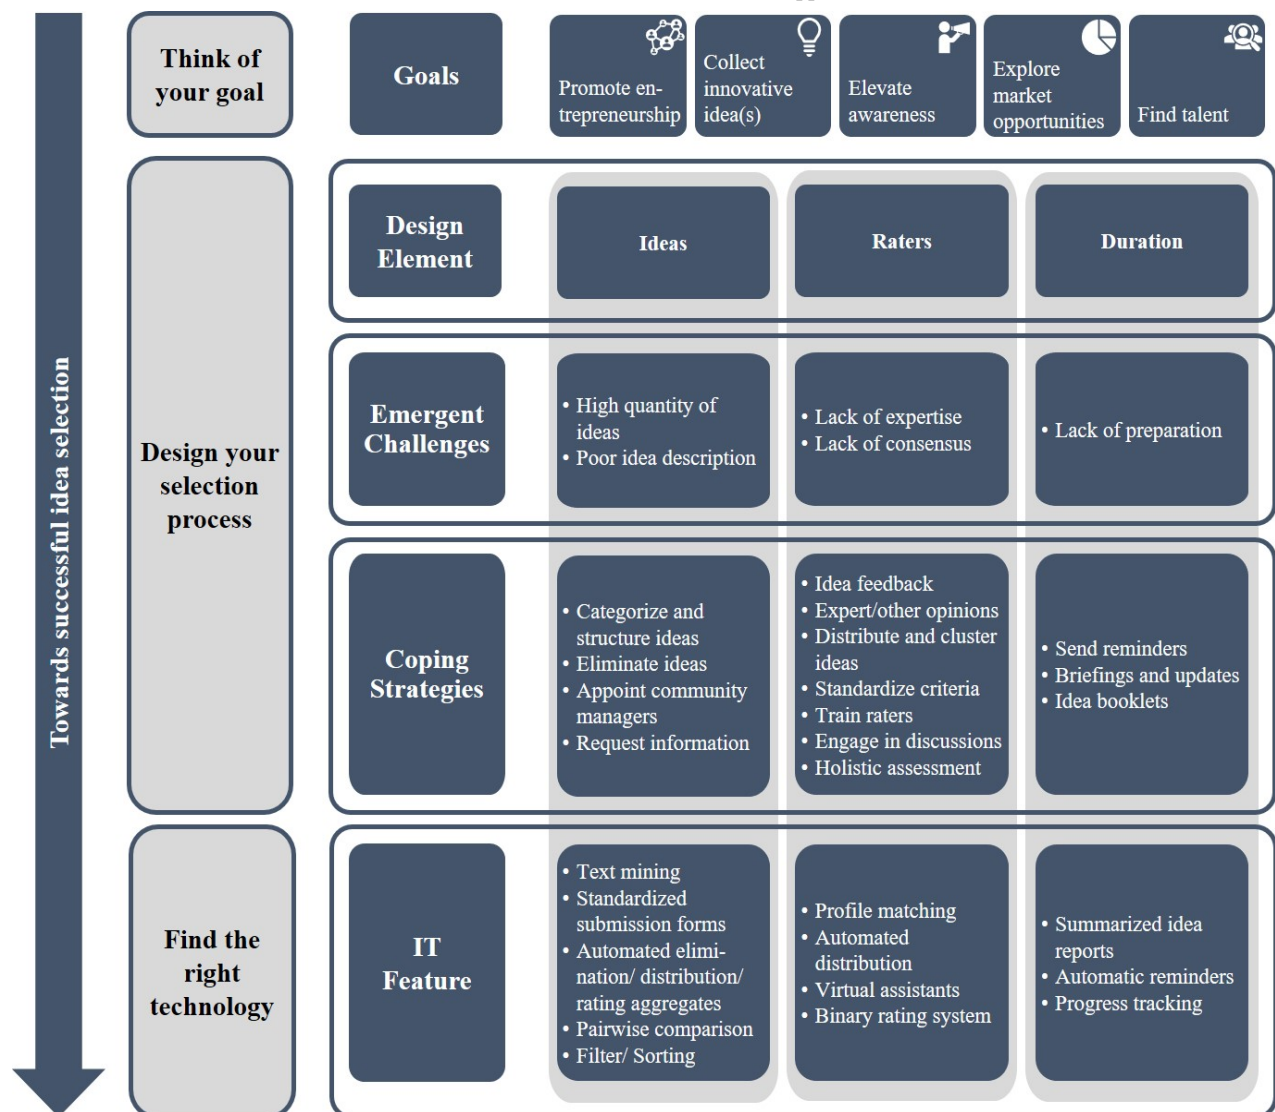 Towards successful idea selection
Think of
your goal
Goals
Promote en-
trepreneurship
Collect
innovative
idea(s)
Elevate
awareness
Explore
market
opportunities
Find talent
Design your
selection
process
Design
Element
Ideas
Raters
Duration
Emergent
Challenges
• High quantity of
ideas
• Poor idea description
• Lack of expertise
• Lack of consensus
• Lack of preparation
Coping
Strategies
• Categorize and
structure ideas
• Eliminate ideas
• Appoint community
managers
• Request information
• Idea feedback
• Expert/other opinions
• Distribute and cluster
ideas
• Standardize criteria
• Train raters
• Engage in discussions
• Holistic assessment
• Send reminders
• Briefings and updates
• Idea booklets
Find the
right
technology
IT
Feature
• Text mining
• Standardized
submission forms
• Automated elimi-
nation/ distribution/
rating aggregates
• Pairwise comparison
• Filter/ Sorting
• Profile matching
• Automated
distribution
• Virtual assistants
• Binary rating system
• Summarized idea
reports
• Automatic reminders
• Progress tracking